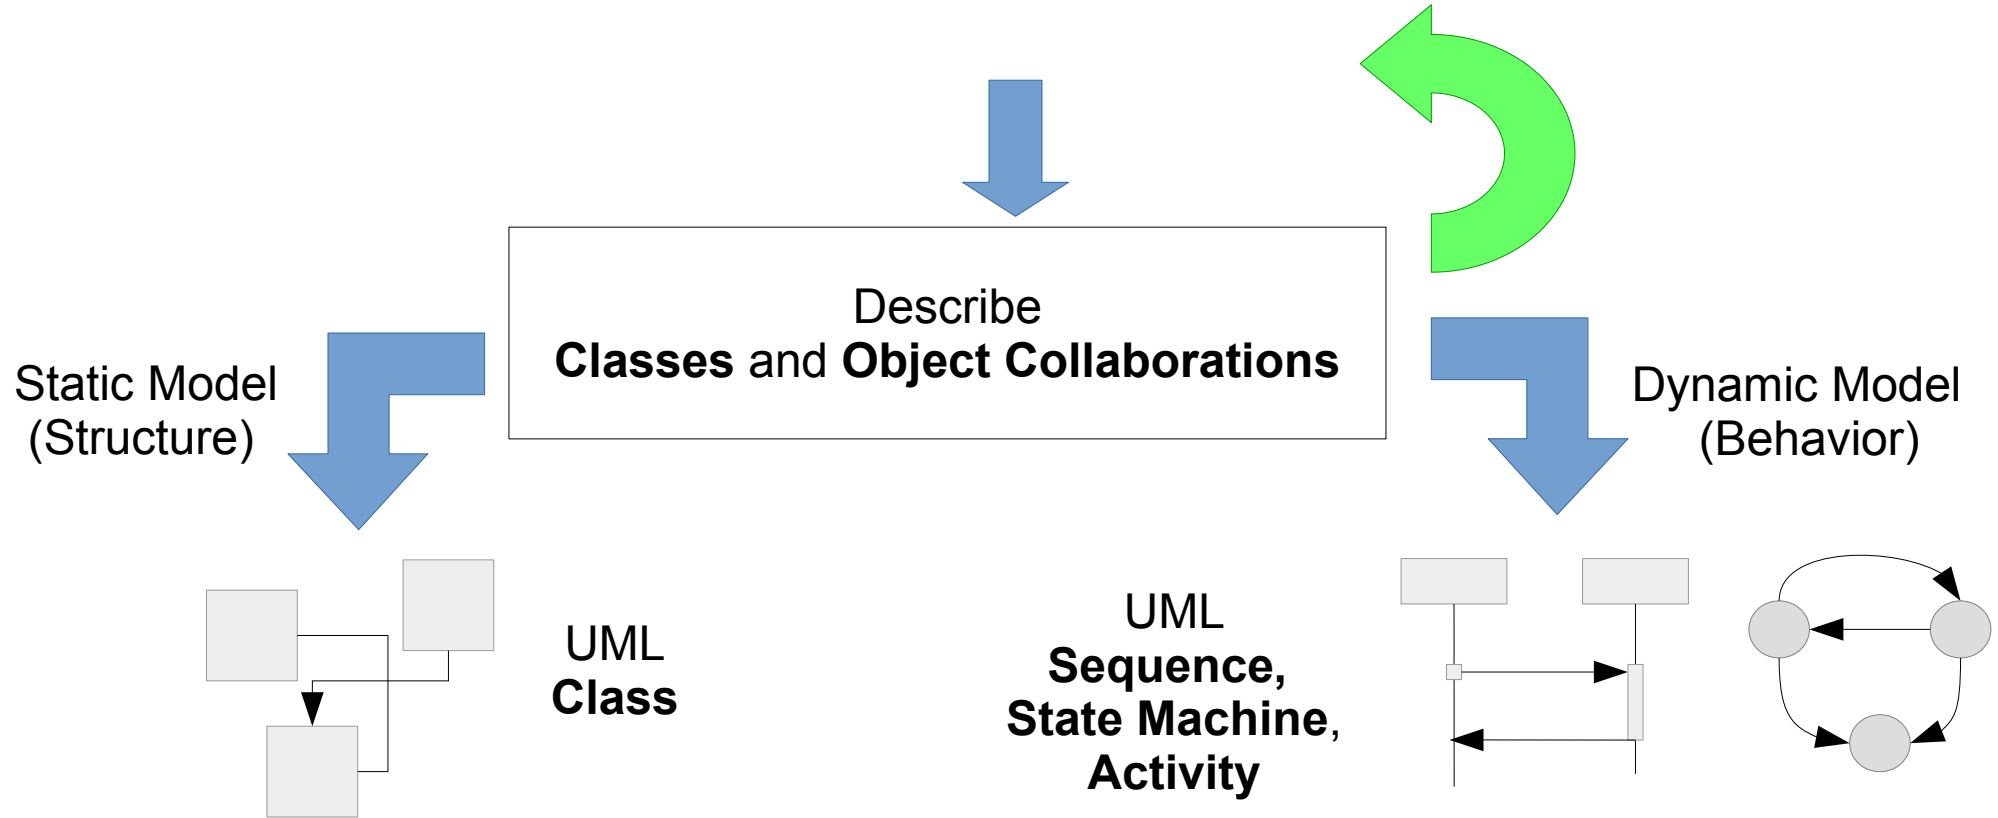 Describe
Classes and Object Collaborations
Static Model
(Structure)
Dynamic Model
(Behavior)
UML
Class
UML
Sequence,
State Machine,
Activity